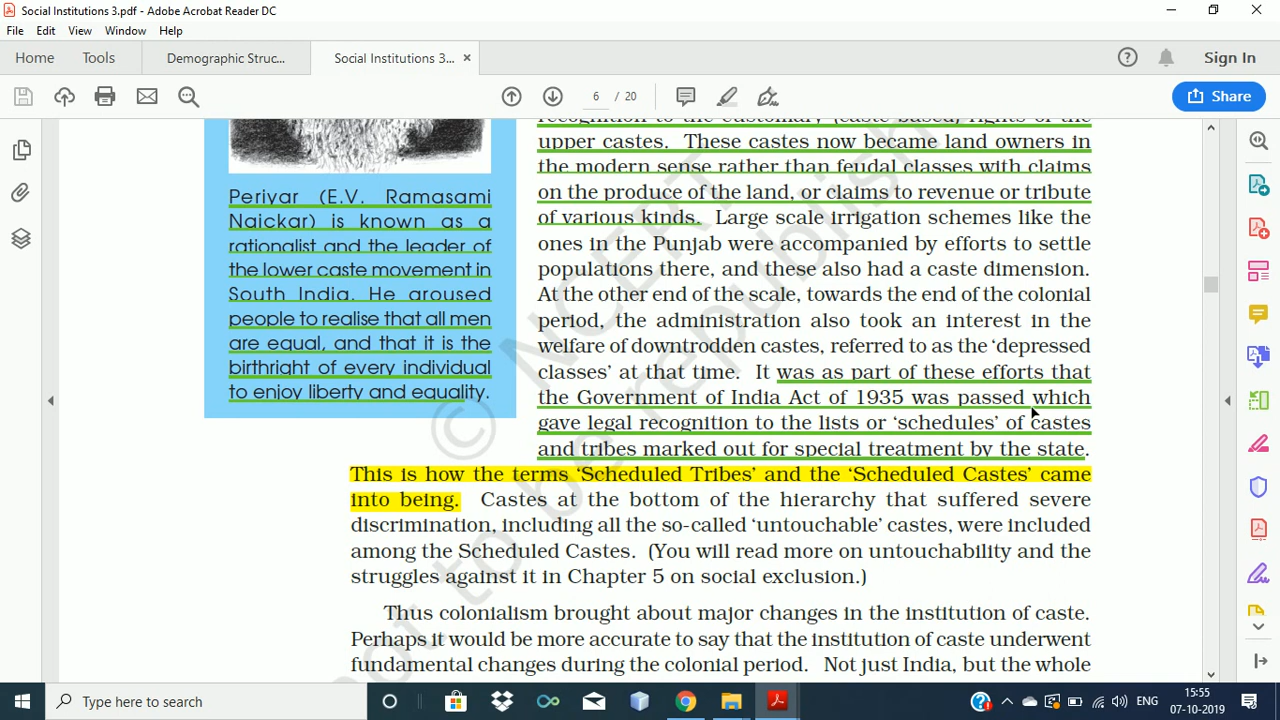 Social Institutions 3.pdf - Adobe Acrobat Reader DC
File Edit View Window Help
Home Tools Demographic Struc... Social Institutions 3... × Sign In
6 / 20 Share
recognition to the customary (caste-based) rights of the
upper castes. These castes now became land owners in
the modern sense rather than feudal classes with claims
on the produce of the land, or claims to revenue or tribute
of various kinds. Large scale irrigation schemes like the
ones in the Punjab were accompanied by efforts to settle
populations there, and these also had a caste dimension.
At the other end of the scale, towards the end of the colonial
period, the administration also took an interest in the
welfare of downtrodden castes, referred to as the ‘depressed
classes’ at that time. It was as part of these efforts that
the Government of India Act of 1935 was passed which
gave legal recognition to the lists or ‘schedules’ of castes
and tribes marked out for special treatment by the state.
This is how the terms ‘Scheduled Tribes’ and the ‘Scheduled Castes’ came
into being. Castes at the bottom of the hierarchy that suffered severe
discrimination, including all the so-called ‘untouchable’ castes, were included
among the Scheduled Castes. (You will read more on untouchability and the
struggles against it in Chapter 5 on social exclusion.)
Thus colonialism brought about major changes in the institution of caste.
Perhaps it would be more accurate to say that the institution of caste underwent
fundamental changes during the colonial period. Not just India, but the whole
Periyar (E.V. Ramasami
Naickar) is known as a
rationalist and the leader of
the lower caste movement in
South India. He aroused
people to realise that all men
are equal, and that it is the
birthright of every individual
to enjoy liberty and equality.
© NCERT
not to be republish
Type here to search
ENG
15:55
07-10-2019